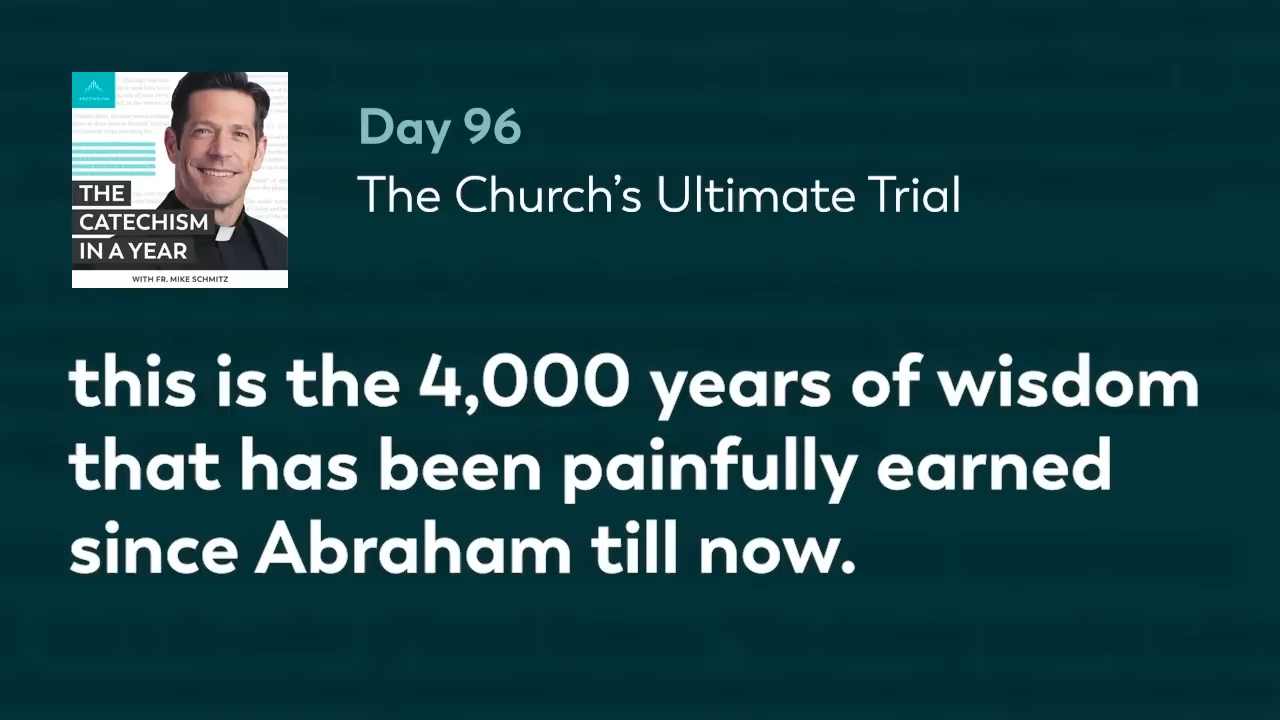 ASCENSION
THE
CATECHISM
IN A YEAR
WITH FR. MIKE SCHMITZ
Day 96
The Church’s Ultimate Trial
this is the 4,000 years of wisdom
that has been painfully earned
since Abraham till now.